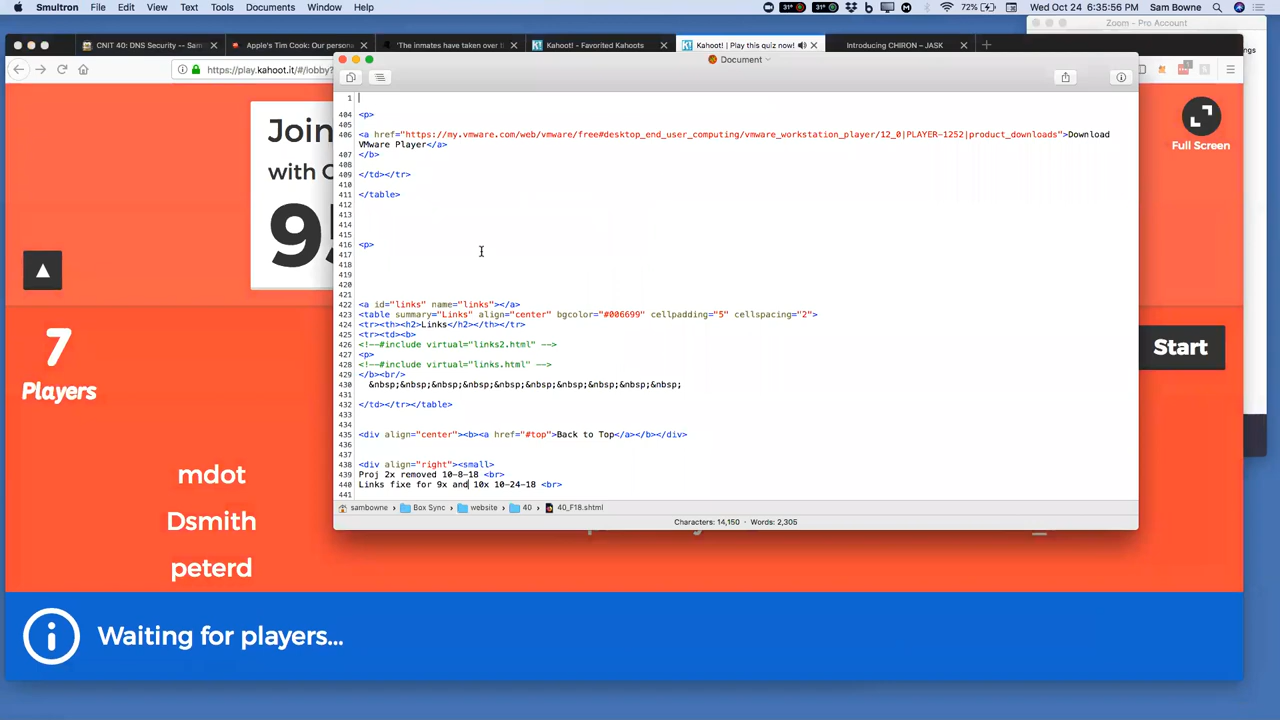 Smultron File Edit View Text Tools Documents Window Help 31° 31° 72% Wed Oct 24 6:35:56 PM Sam Bowne
Zoom - Pro Account
CNIT 40: DNS Security -- Sam Apple's Tim Cook: Our persona 'The inmates have taken over t Kahoot! - Favorited Kahoots Kahoot! | Play this quiz now! Introducing CHIRON – JASK
https://play.kahoot.it/#/lobby?
Document
Join
with
7
Players
mdot
Dsmith
peterd
Full Screen
Start
1
404 <p>
405
406 <a href="https://my.vmware.com/web/vmware/free#desktop_end_user_computing/vmware_workstation_player/12_0|PLAYER-1252|product_downloads">Download
VMware Player</a>
407 </b>
408
409 </td></tr>
410
411 </table>
412
413
414
415
416 <p>
417
418
419
420
421
422 <a id="links" name="links"></a>
423 <table summary="Links" align="center" bgcolor="#006699" cellpadding="5" cellspacing="2">
424 <tr><th><h2>Links</h2></th></tr>
425 <tr><td><b>
426 <!--#include virtual="links2.html" -->
427 <p>
428 <!--#include virtual="links.html" -->
429 </b><br/>
430 &nbsp;&nbsp;&nbsp;&nbsp;&nbsp;&nbsp;&nbsp;&nbsp;&nbsp;&nbsp;
431
432 </td></tr></table>
433
434
435 <div align="center"><b><a href="#top">Back to Top</a></b></div>
436
437
438 <div align="right"><small>
439 Proj 2x removed 10-8-18 <br>
440 Links fixe for 9x and 10x 10-24-18 <br>
441
sambowne Box Sync website 40 40_F18.shtml
Characters: 14,150 · Words: 2,305
Waiting for players...